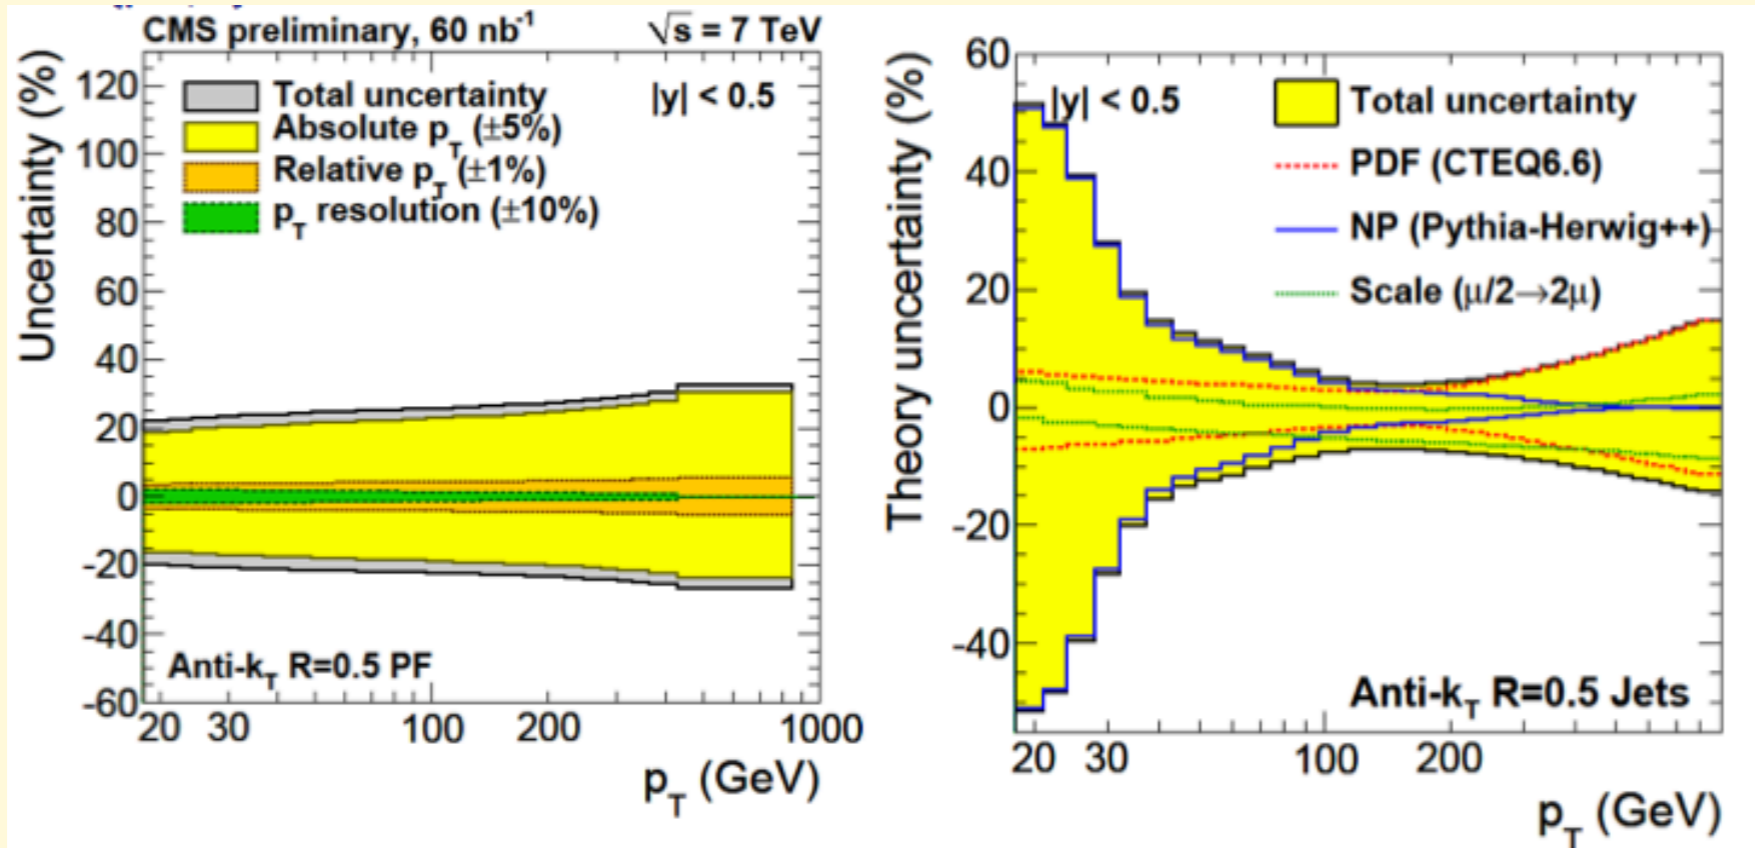 CMS preliminary, 60 nb⁻¹ √s = 7 TeV
Uncertainty (%)
120
100
80
60
40
20
0
-20
-40
-60
Total uncertainty
Absolute p_T (±5%)
Relative p_T (±1%)
p_T resolution (±10%)
|y| < 0.5
Anti-k_T R=0.5 PF
20 30 100 200 1000
p_T (GeV)
Theory uncertainty (%)
60
40
20
0
-20
-40
|y| < 0.5
Total uncertainty
PDF (CTEQ6.6)
NP (Pythia-Herwig++)
Scale (μ/2→2μ)
Anti-k_T R=0.5 Jets
20 30 100 200
p_T (GeV)